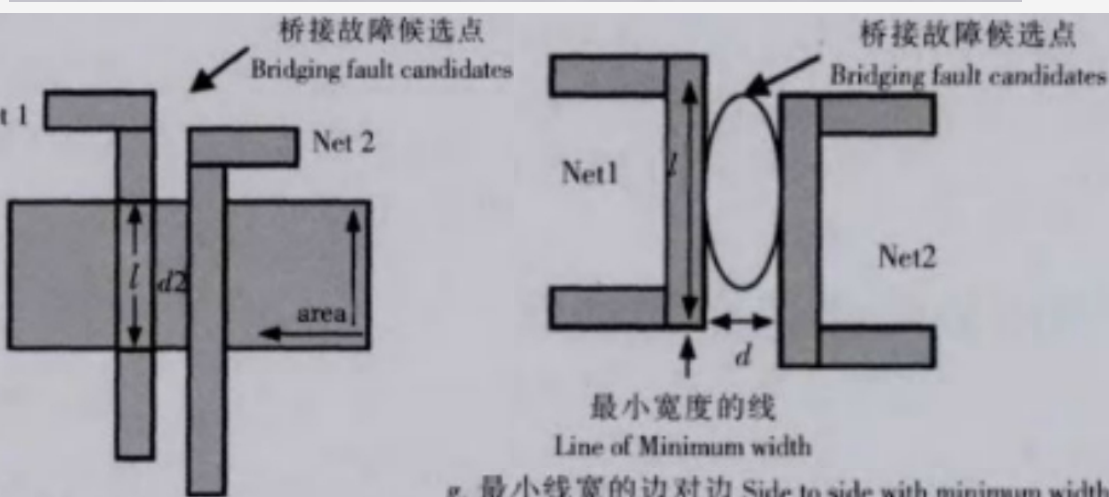 桥接故障候选点
Bridging fault candidates
t 1
Net 2
l
d2
area
桥接故障候选点
Bridging fault candidates
Net1
l
Net2
d
最小宽度的线
Line of Minimum width
g. 最小线宽的边对边 Side to side with minimum width